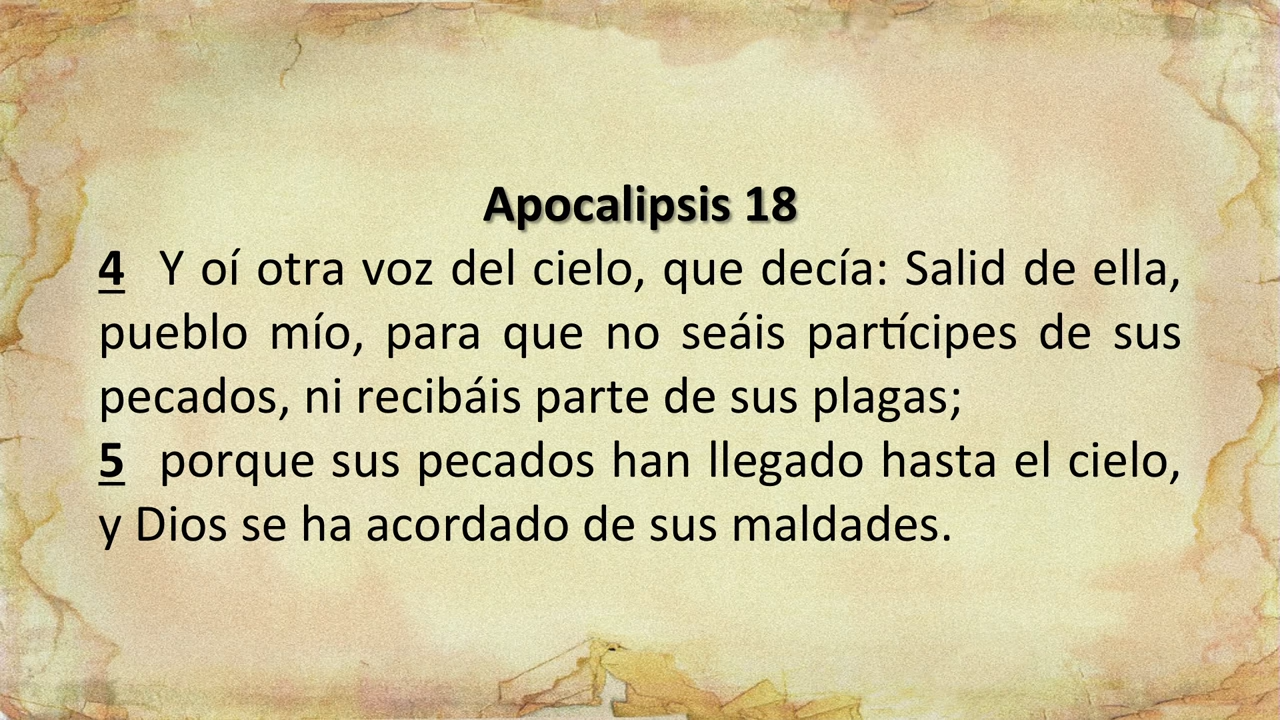 Apocalipsis 18
4 Y oí otra voz del cielo, que decía: Salid de ella,
pueblo mío, para que no seáis partícipes de sus
pecados, ni recibáis parte de sus plagas;
5 porque sus pecados han llegado hasta el cielo,
y Dios se ha acordado de sus maldades.